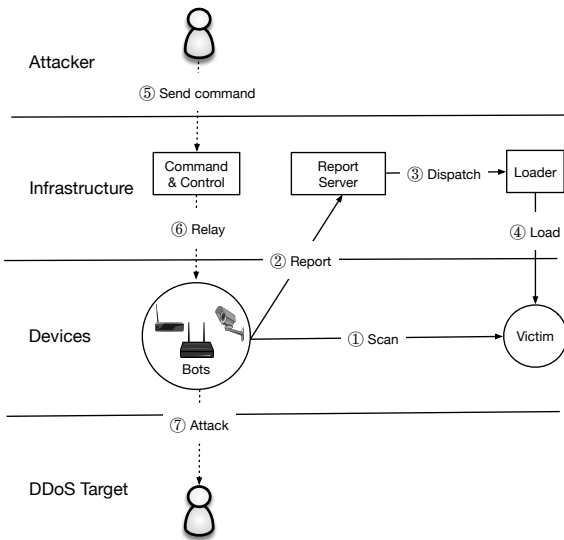 Attacker
⑤ Send command
Infrastructure
Command
& Control
Report
Server
③ Dispatch
Loader
⑥ Relay
④ Load
② Report
Devices
Bots
① Scan
Victim
⑦ Attack
DDoS Target